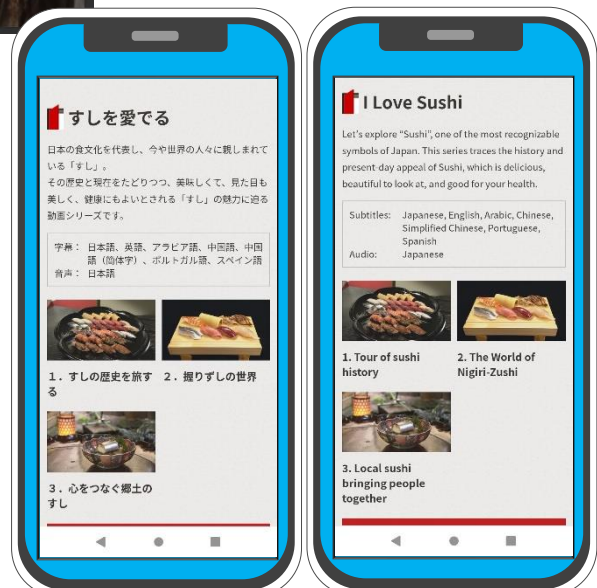 すしを愛でる
日本の食文化を代表し、今や世界の人々に親しまれて
いる「すし」。
その歴史と現在をたどりつつ、美味しくて、見た目も
美しく、健康にもよいとされる「すし」の魅力に迫る
動画シリーズです。
字幕： 日本語、英語、アラビア語、中国語、中国
語（簡体字）、ポルトガル語、スペイン語
音声： 日本語
１．すしの歴史を旅す
る
２．握りずしの世界
３．心をつなぐ郷土の
すし
I Love Sushi
Let's explore “Sushi”, one of the most recognizable
symbols of Japan. This series traces the history and
present-day appeal of Sushi, which is delicious,
beautiful to look at, and good for your health.
Subtitles: Japanese, English, Arabic, Chinese,
Simplified Chinese, Portuguese,
Spanish
Audio: Japanese
1. Tour of sushi
history
2. The World of
Nigiri-Zushi
3. Local sushi
bringing people
together